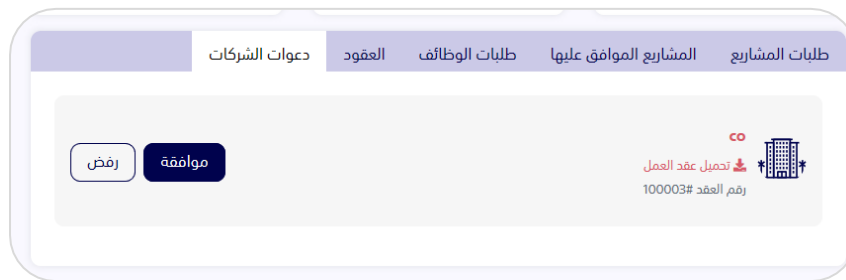 طلبات المشاريع المشاريع الموافق عليها طلبات الوظائف العقود دعوات الشركات
co
تحميل عقد العمل
رقم العقد #100003
موافقة رفض